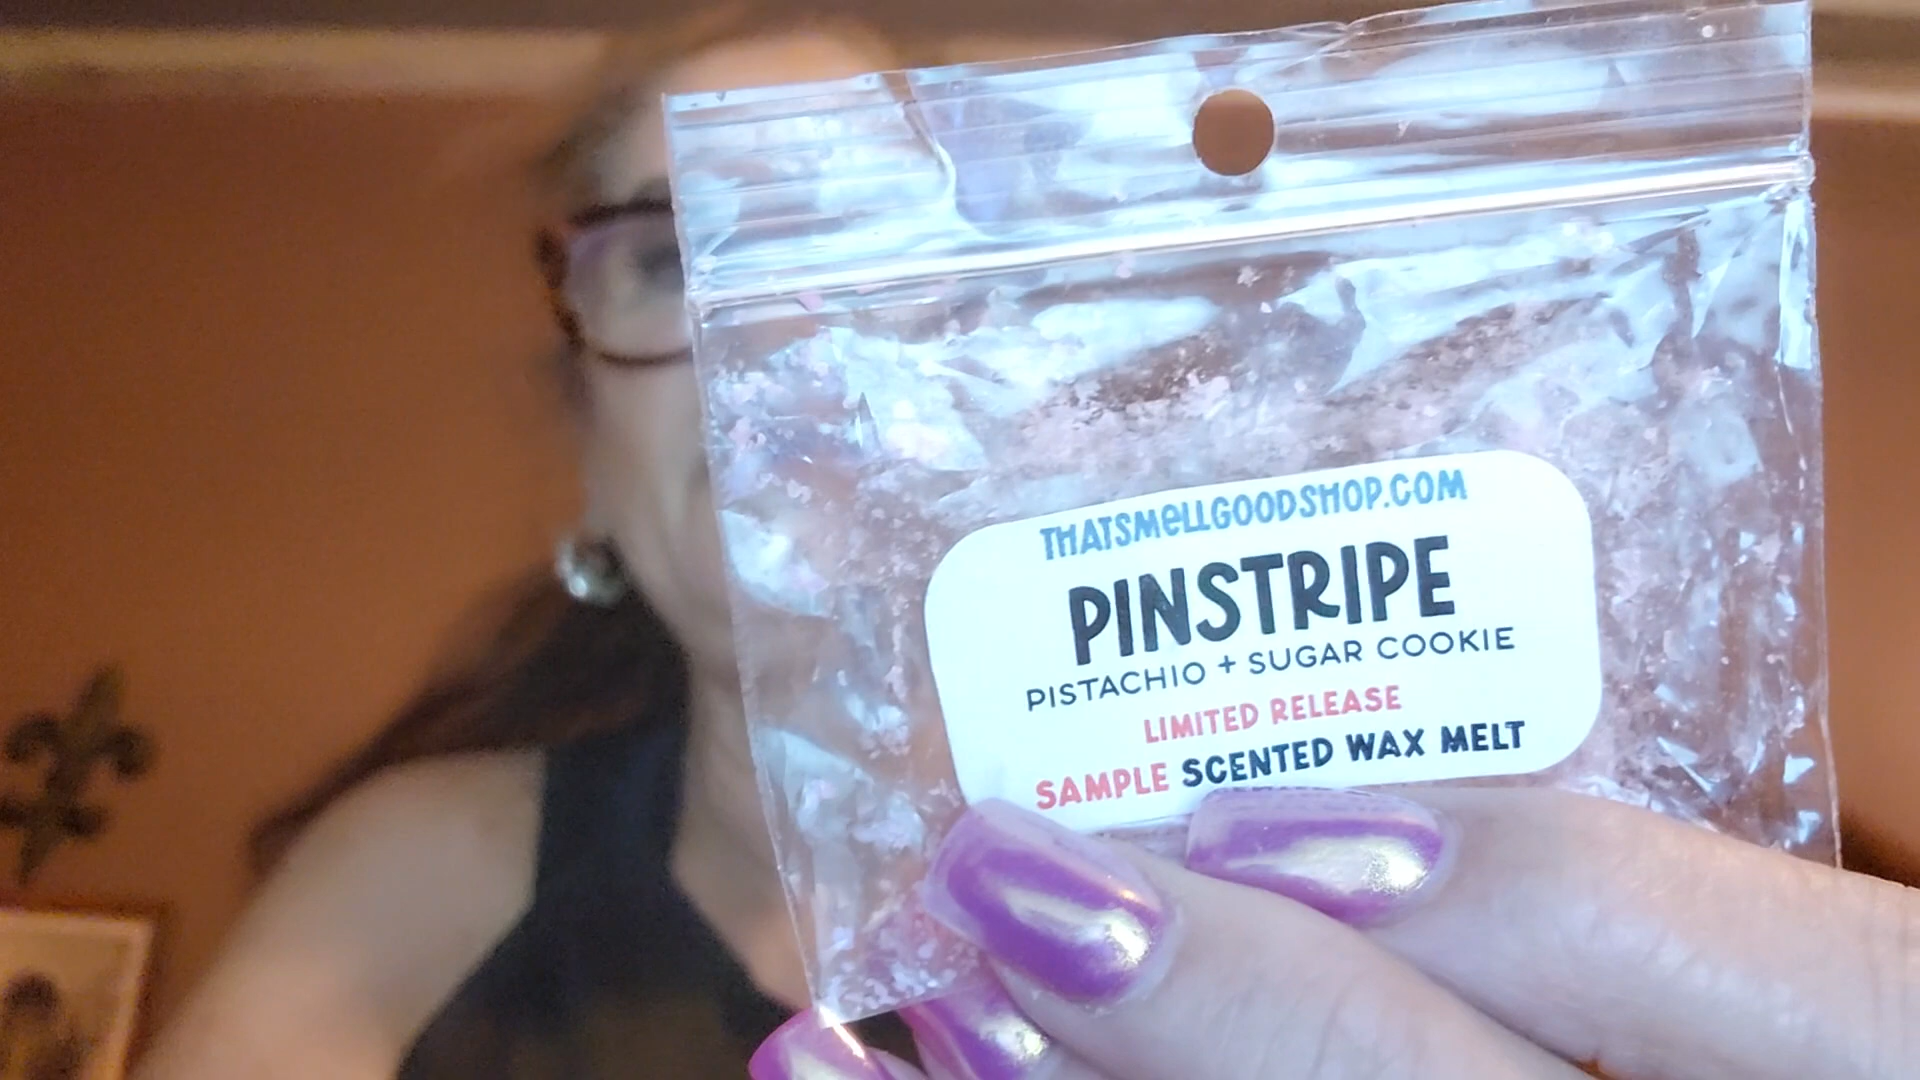 THATSMELLGOODSHOP.COM
PINSTRIPE
PISTACHIO + SUGAR COOKIE
LIMITED RELEASE
SAMPLE SCENTED WAX MELT